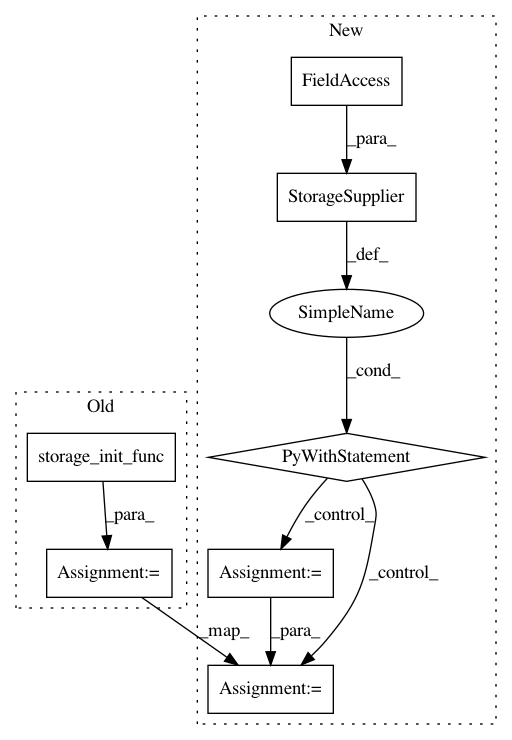 New
FieldAccess
_para_
StorageSupplier
_def_
SimpleName
_cond_
Old
storage_init_func
PyWithStatement
_para_
_control_
Assignment:=
Assignment:=
_control_
_map_
_para_
Assignment:=